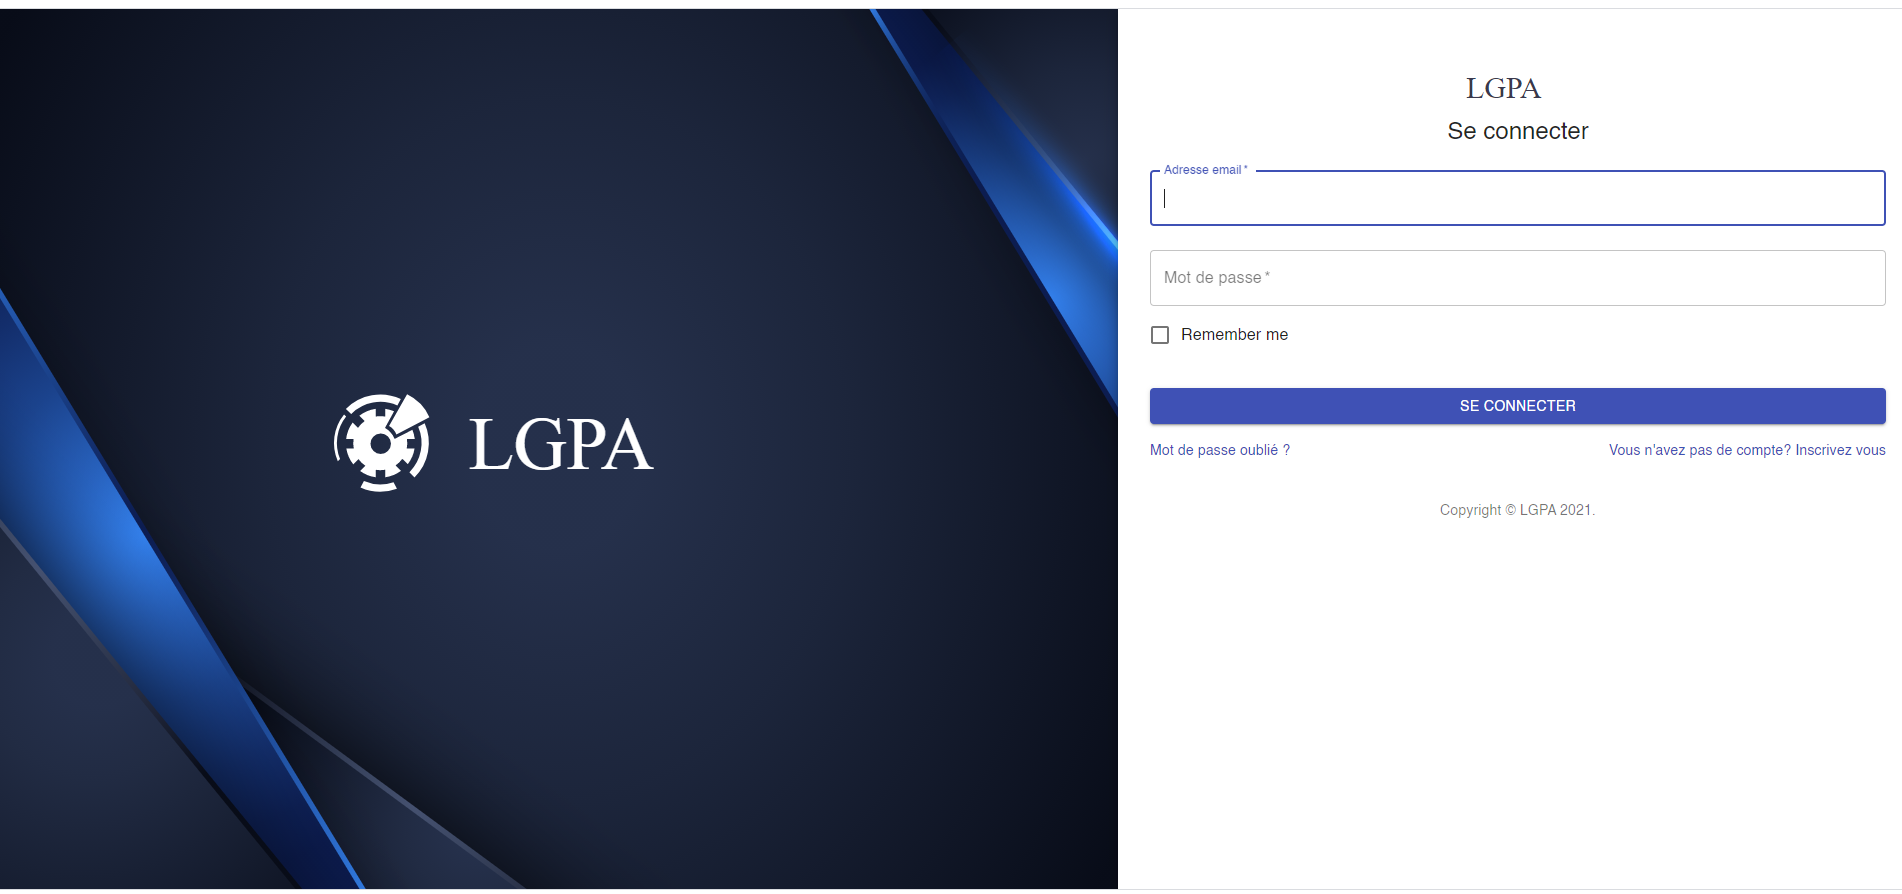 LGPA
LGPA
Se connecter
Adresse email *
Mot de passe *
Remember me
SE CONNECTER
Mot de passe oublié ?
Vous n'avez pas de compte? Inscrivez vous
Copyright © LGPA 2021.